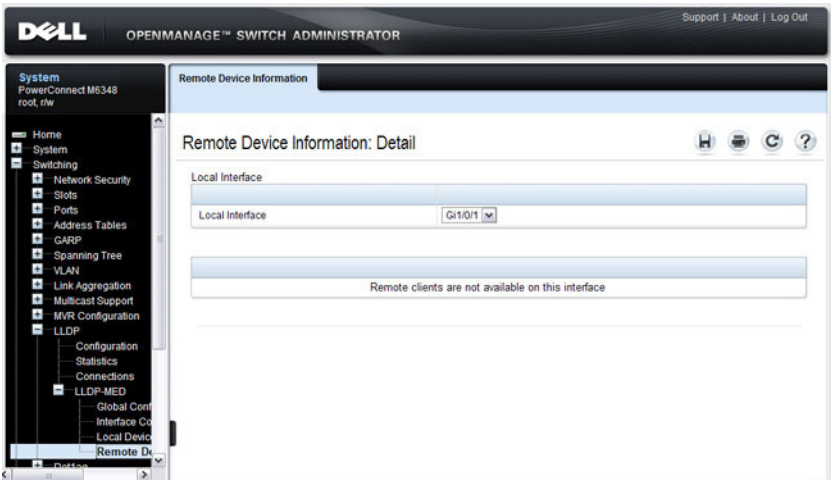 Support | About | Log Out
DELL
OPENMANAGE™ SWITCH ADMINISTRATOR
System
PowerConnect M6348
root, r/w
Remote Device Information
Home
System
Switching
Network Security
Slots
Ports
Address Tables
GARP
Spanning Tree
VLAN
Link Aggregation
Multicast Support
MVR Configuration
LLDP
Configuration
Statistics
Connections
LLDP-MED
Global Conf
Interface Co
Local Device
Remote De
Dot1ag
Remote Device Information: Detail
?
Local Interface
Local Interface Gi1/0/1
Remote clients are not available on this interface